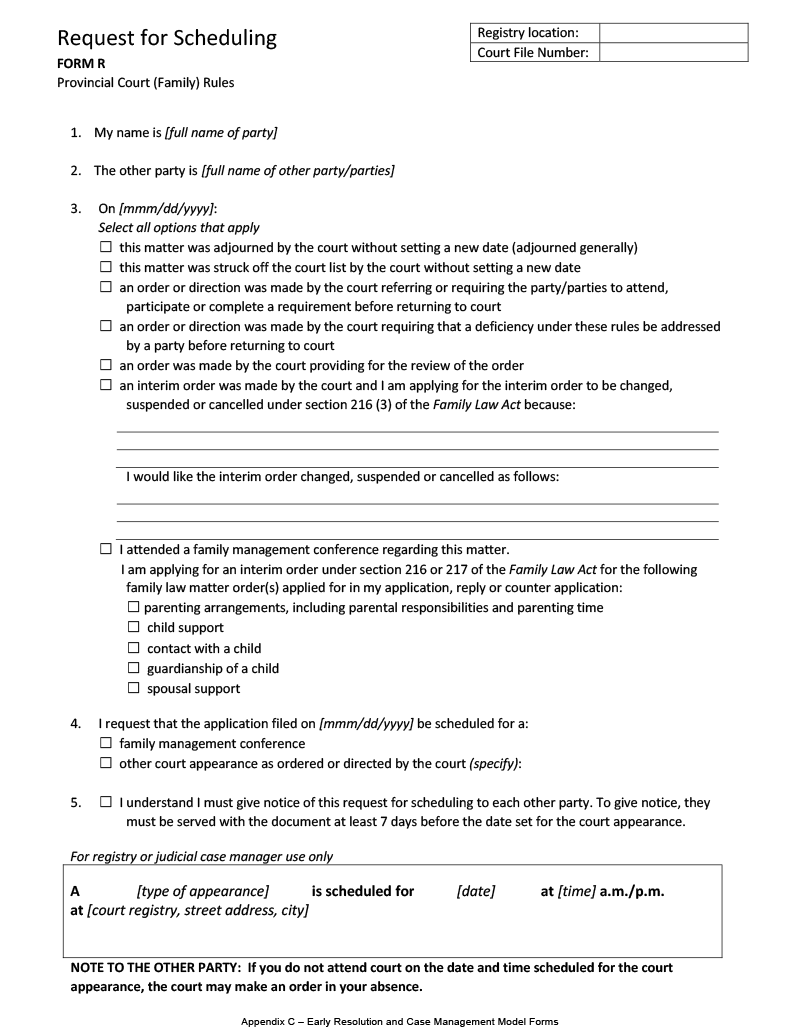 Request for Scheduling
FORM R
Provincial Court (Family) Rules
Registry location:
Court File Number:
1. My name is [full name of party]
2. The other party is [full name of other party/parties]
3. On [mmm/dd/yyyy]:
Select all options that apply
☐ this matter was adjourned by the court without setting a new date (adjourned generally)
☐ this matter was struck off the court list by the court without setting a new date
☐ an order or direction was made by the court referring or requiring the party/parties to attend,
participate or complete a requirement before returning to court
☐ an order or direction was made by the court requiring that a deficiency under these rules be addressed
by a party before returning to court
☐ an order was made by the court providing for the review of the order
☐ an interim order was made by the court and I am applying for the interim order to be changed,
suspended or cancelled under section 216 (3) of the Family Law Act because:
I would like the interim order changed, suspended or cancelled as follows:
☐ I attended a family management conference regarding this matter.
I am applying for an interim order under section 216 or 217 of the Family Law Act for the following
family law matter order(s) applied for in my application, reply or counter application:
☐ parenting arrangements, including parental responsibilities and parenting time
☐ child support
☐ contact with a child
☐ guardianship of a child
☐ spousal support
4. I request that the application filed on [mmm/dd/yyyy] be scheduled for a:
☐ family management conference
☐ other court appearance as ordered or directed by the court (specify):
5. ☐ I understand I must give notice of this request for scheduling to each other party. To give notice, they
must be served with the document at least 7 days before the date set for the court appearance.
For registry or judicial case manager use only
A [type of appearance] is scheduled for [date] at [time] a.m./p.m.
at [court registry, street address, city]
NOTE TO THE OTHER PARTY: If you do not attend court on the date and time scheduled for the court
appearance, the court may make an order in your absence.
Appendix C – Early Resolution and Case Management Model Forms